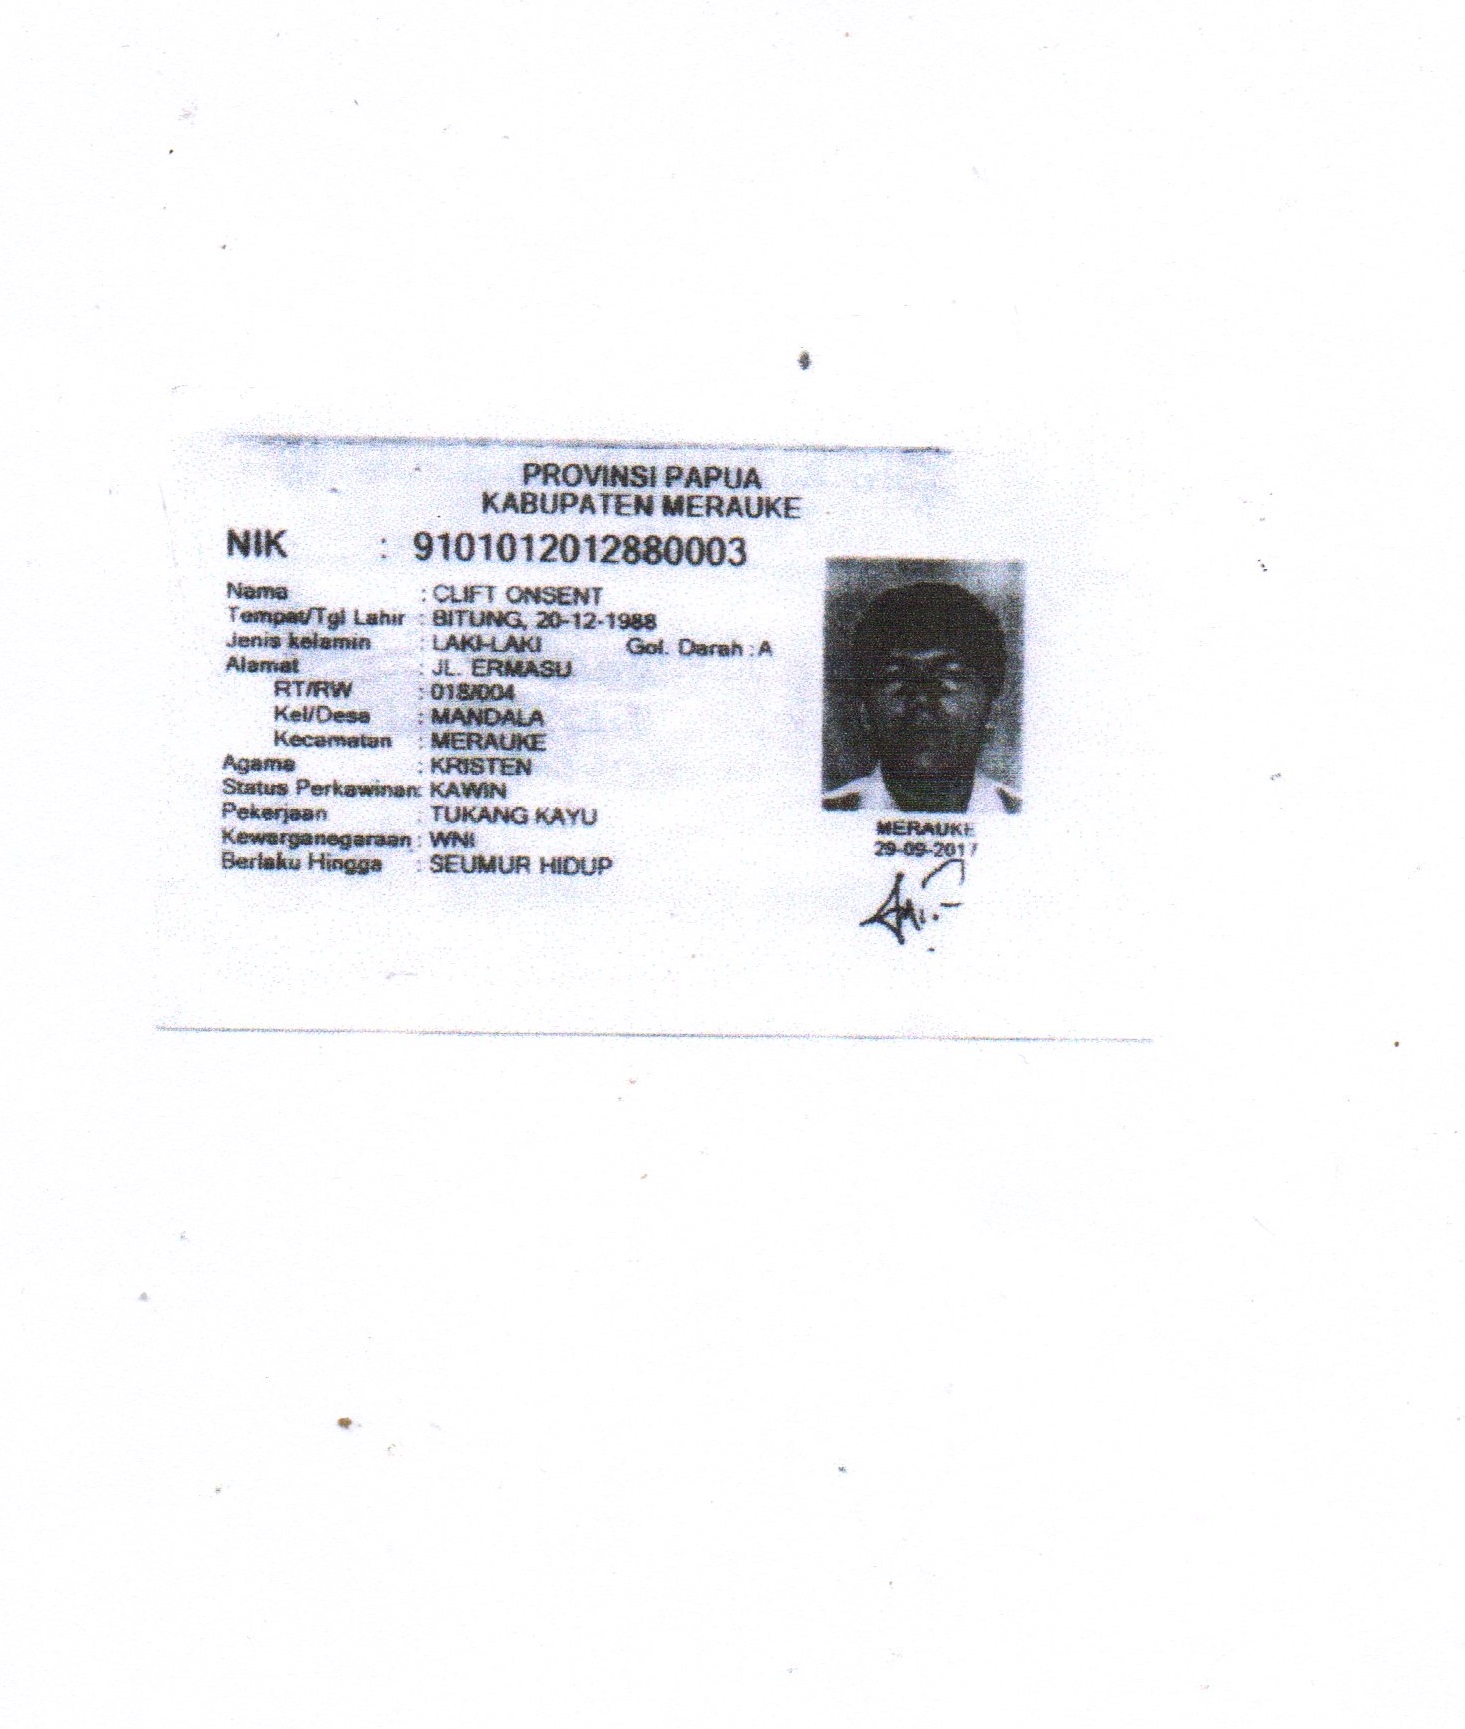 PROVINSI PAPUA
KABUPATEN MERAUKE
NIK : 9101012012880003
Nama : CLIFT ONSENT
Tempat/Tgl Lahir : BITUNG, 20-12-1988
Jenis kelamin : LAKI-LAKI Gol. Darah : A
Alamat : JL. ERMASU
RT/RW : 018/004
Kel/Desa : MANDALA
Kecamatan : MERAUKE
Agama : KRISTEN
Status Perkawinan: KAWIN
Pekerjaan : TUKANG KAYU
Kewarganegaraan : WNI
Berlaku Hingga : SEUMUR HIDUP
MERAUKE
29-09-2017